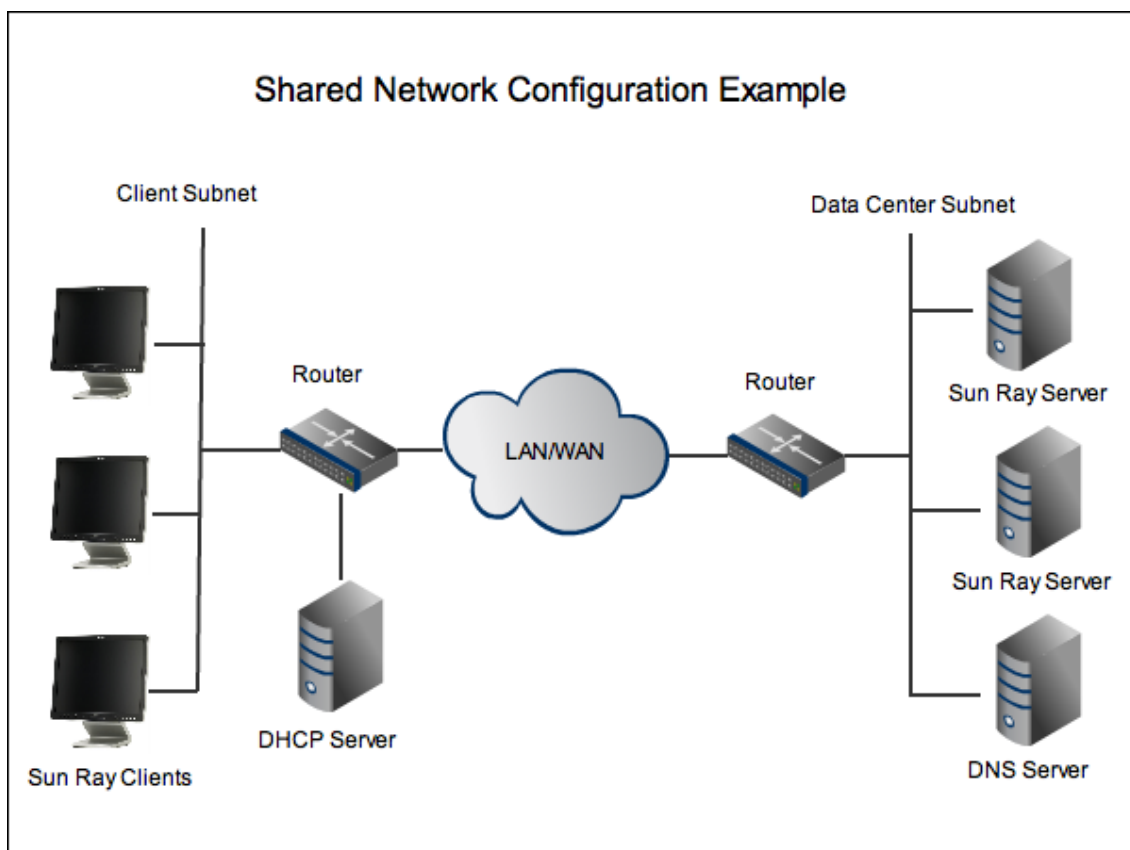 Shared Network Configuration Example
Client Subnet
Data Center Subnet
Router
Router
LAN/WAN
Sun Ray Server
Sun Ray Server
DHCP Server
Sun Ray Clients
DNS Server